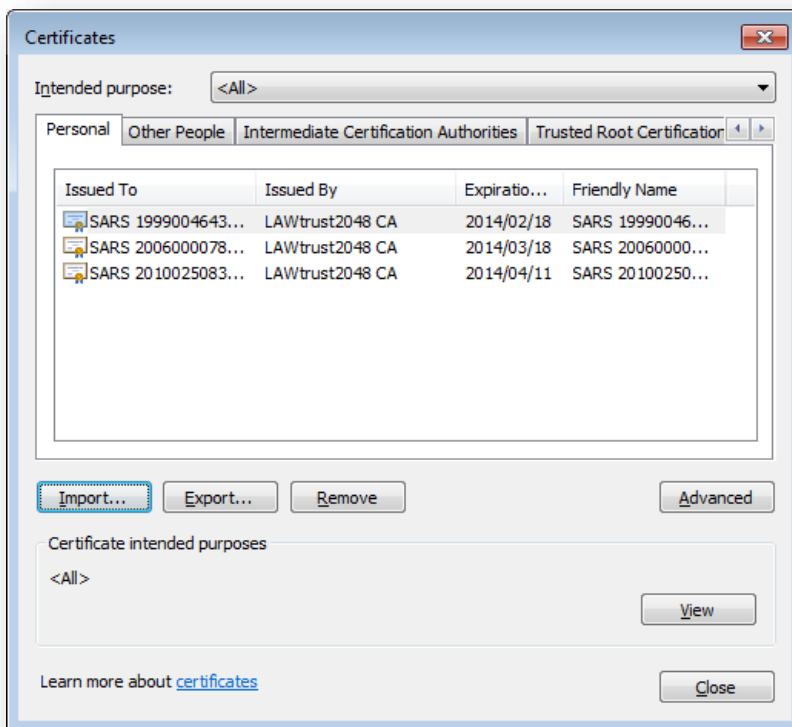 Certificates
Intended purpose: <All>
Personal Other People Intermediate Certification Authorities Trusted Root Certification
Issued To Issued By Expiratio... Friendly Name
SARS 1999004643... LAWtrust2048 CA 2014/02/18 SARS 19990046...
SARS 2006000078... LAWtrust2048 CA 2014/03/18 SARS 20060000...
SARS 2010025083... LAWtrust2048 CA 2014/04/11 SARS 20100250...
Import... Export... Remove Advanced
Certificate intended purposes
<All>
View
Learn more about certificates
Close